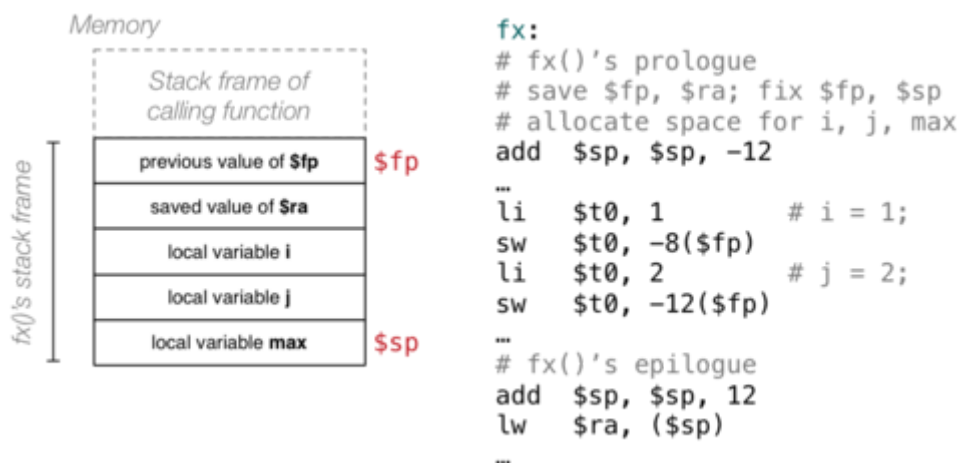 Memory
Stack frame of
calling function
previous value of $fp
$fp
saved value of $ra
local variable i
local variable j
local variable max
$sp
fx()'s stack frame
fx:
# fx()'s prologue
# save $fp, $ra; fix $fp, $sp
# allocate space for i, j, max
add $sp, $sp, -12
…
li $t0, 1 # i = 1;
sw $t0, -8($fp)
li $t0, 2 # j = 2;
sw $t0, -12($fp)
…
# fx()'s epilogue
add $sp, $sp, 12
lw $ra, ($sp)
…